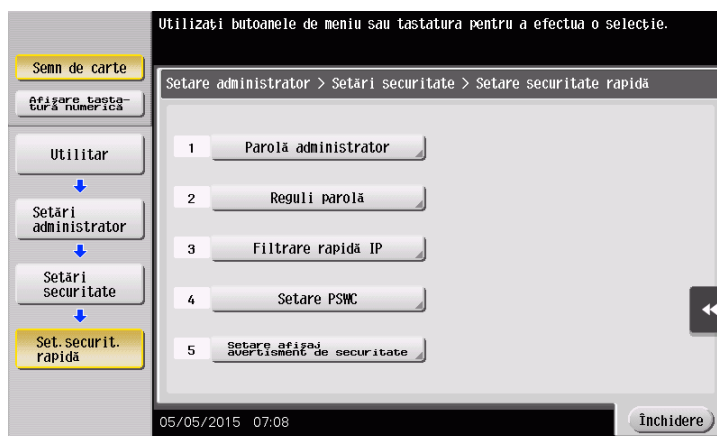 Utilizați butoanele de meniu sau tastatura pentru a efectua o selecție.
Semn de carte
Afișare tasta-
tură numerică
Utilitar
Setări
administrator
Setări
securitate
Set.securit.
rapidă
Setare administrator > Setări securitate > Setare securitate rapidă
1 Parolă administrator
2 Reguli parolă
3 Filtrare rapidă IP
4 Setare PSWC
5 Setare afișaj
avertisment de securitate
05/05/2015 07:08
Închidere